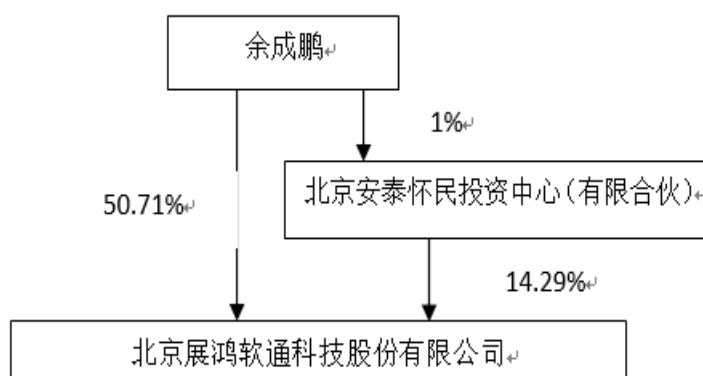 余成鹏
1%
北京安泰怀民投资中心（有限合伙）
50.71%
14.29%
北京展鸿软通科技股份有限公司